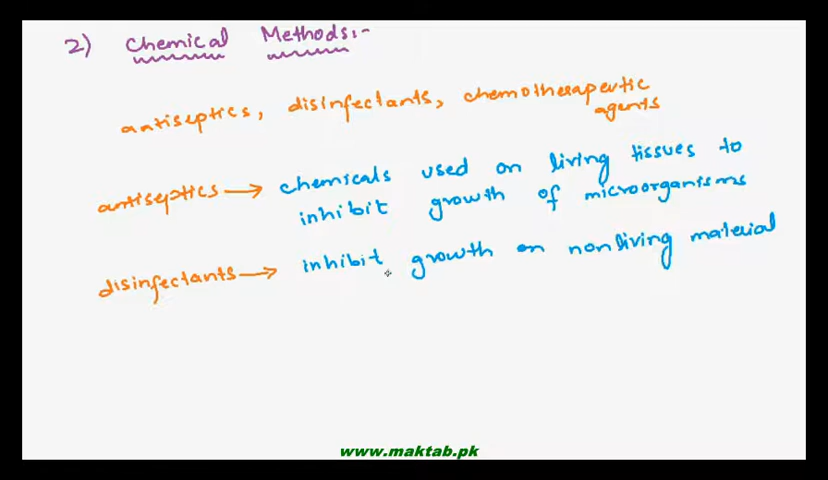 2) Chemical Methods:-
antiseptics, disinfectants, chemotherapeutic
agents
antiseptics → chemicals used on living tissues to
inhibit growth of microorganisms
disinfectants → inhibit growth on nonliving material
www.maktab.pk